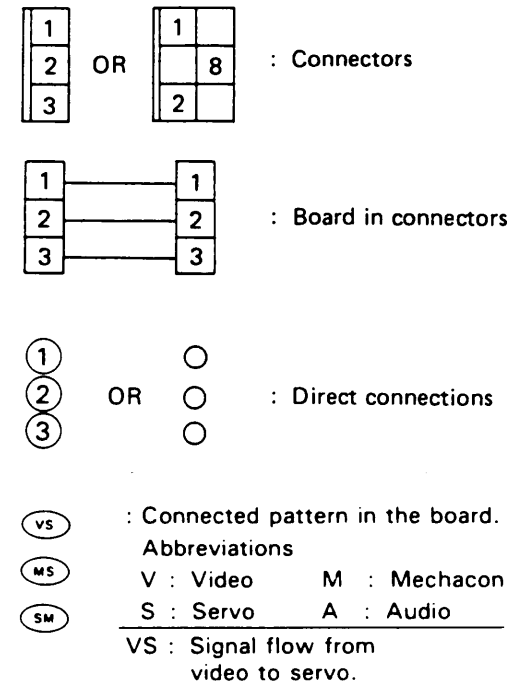 1 1
2 OR 8 : Connectors
3 2
1 1
2 2 : Board in connectors
3 3
1
2 OR : Direct connections
3
VS : Connected pattern in the board.
Abbreviations
MS V : Video M : Mechacon
SM S : Servo A : Audio
VS : Signal flow from
video to servo.